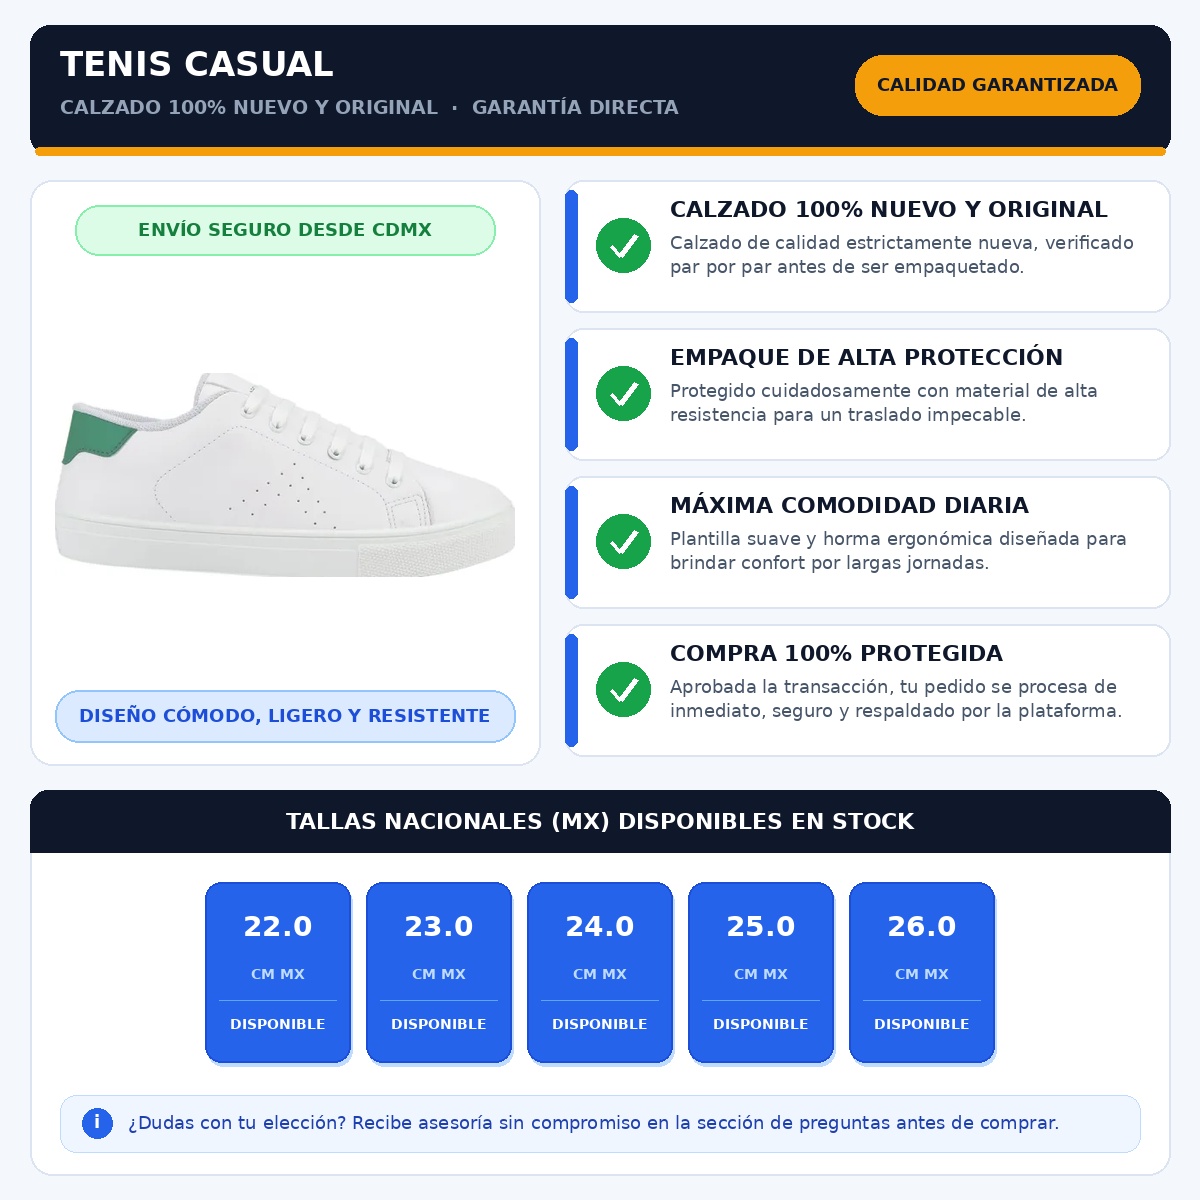 TENIS CASUAL
CALZADO 100% NUEVO Y ORIGINAL · GARANTÍA DIRECTA
CALIDAD GARANTIZADA
ENVÍO SEGURO DESDE CDMX
DISEÑO CÓMODO, LIGERO Y RESISTENTE
CALZADO 100% NUEVO Y ORIGINAL
Calzado de calidad estrictamente nueva, verificado
par por par antes de ser empaquetado.
EMPAQUE DE ALTA PROTECCIÓN
Protegido cuidadosamente con material de alta
resistencia para un traslado impecable.
MÁXIMA COMODIDAD DIARIA
Plantilla suave y horma ergonómica diseñada para
brindar confort por largas jornadas.
COMPRA 100% PROTEGIDA
Aprobada la transacción, tu pedido se procesa de
inmediato, seguro y respaldado por la plataforma.
TALLAS NACIONALES (MX) DISPONIBLES EN STOCK
22.0
CM MX
DISPONIBLE
23.0
CM MX
DISPONIBLE
24.0
CM MX
DISPONIBLE
25.0
CM MX
DISPONIBLE
26.0
CM MX
DISPONIBLE
i ¿Dudas con tu elección? Recibe asesoría sin compromiso en la sección de preguntas antes de comprar.